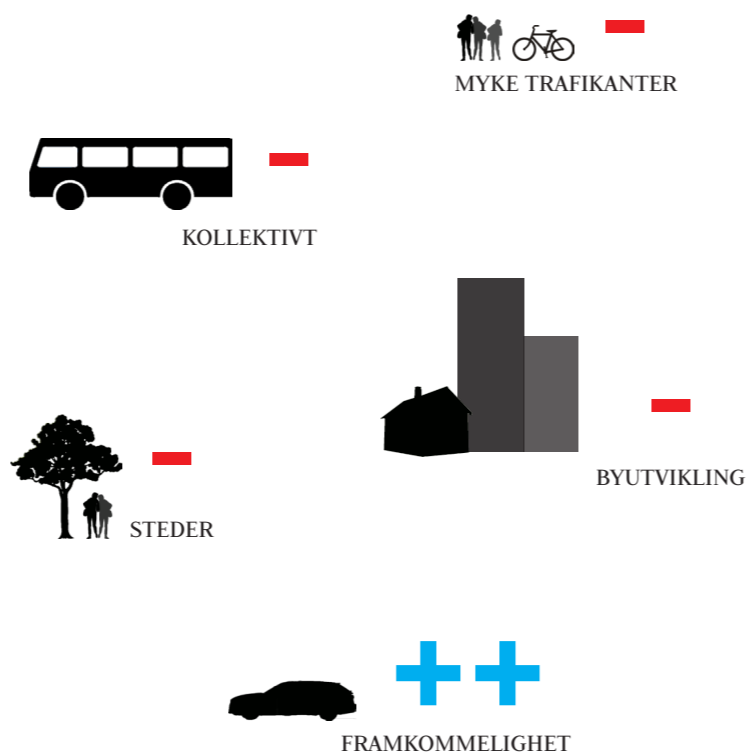 MYKE TRAFIKANTER
KOLLEKTIVT
BYUTVIKLING
STEDER
FRAMKOMMELIGHET